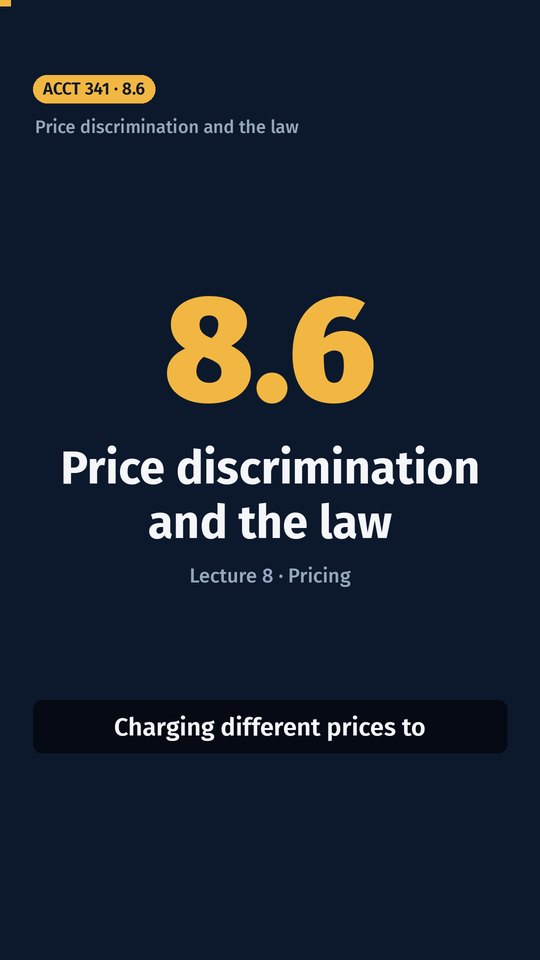 ACCT 341 · 8.6
Price discrimination and the law
8.6
Price discrimination
and the law
Lecture 8 · Pricing
Charging different prices to